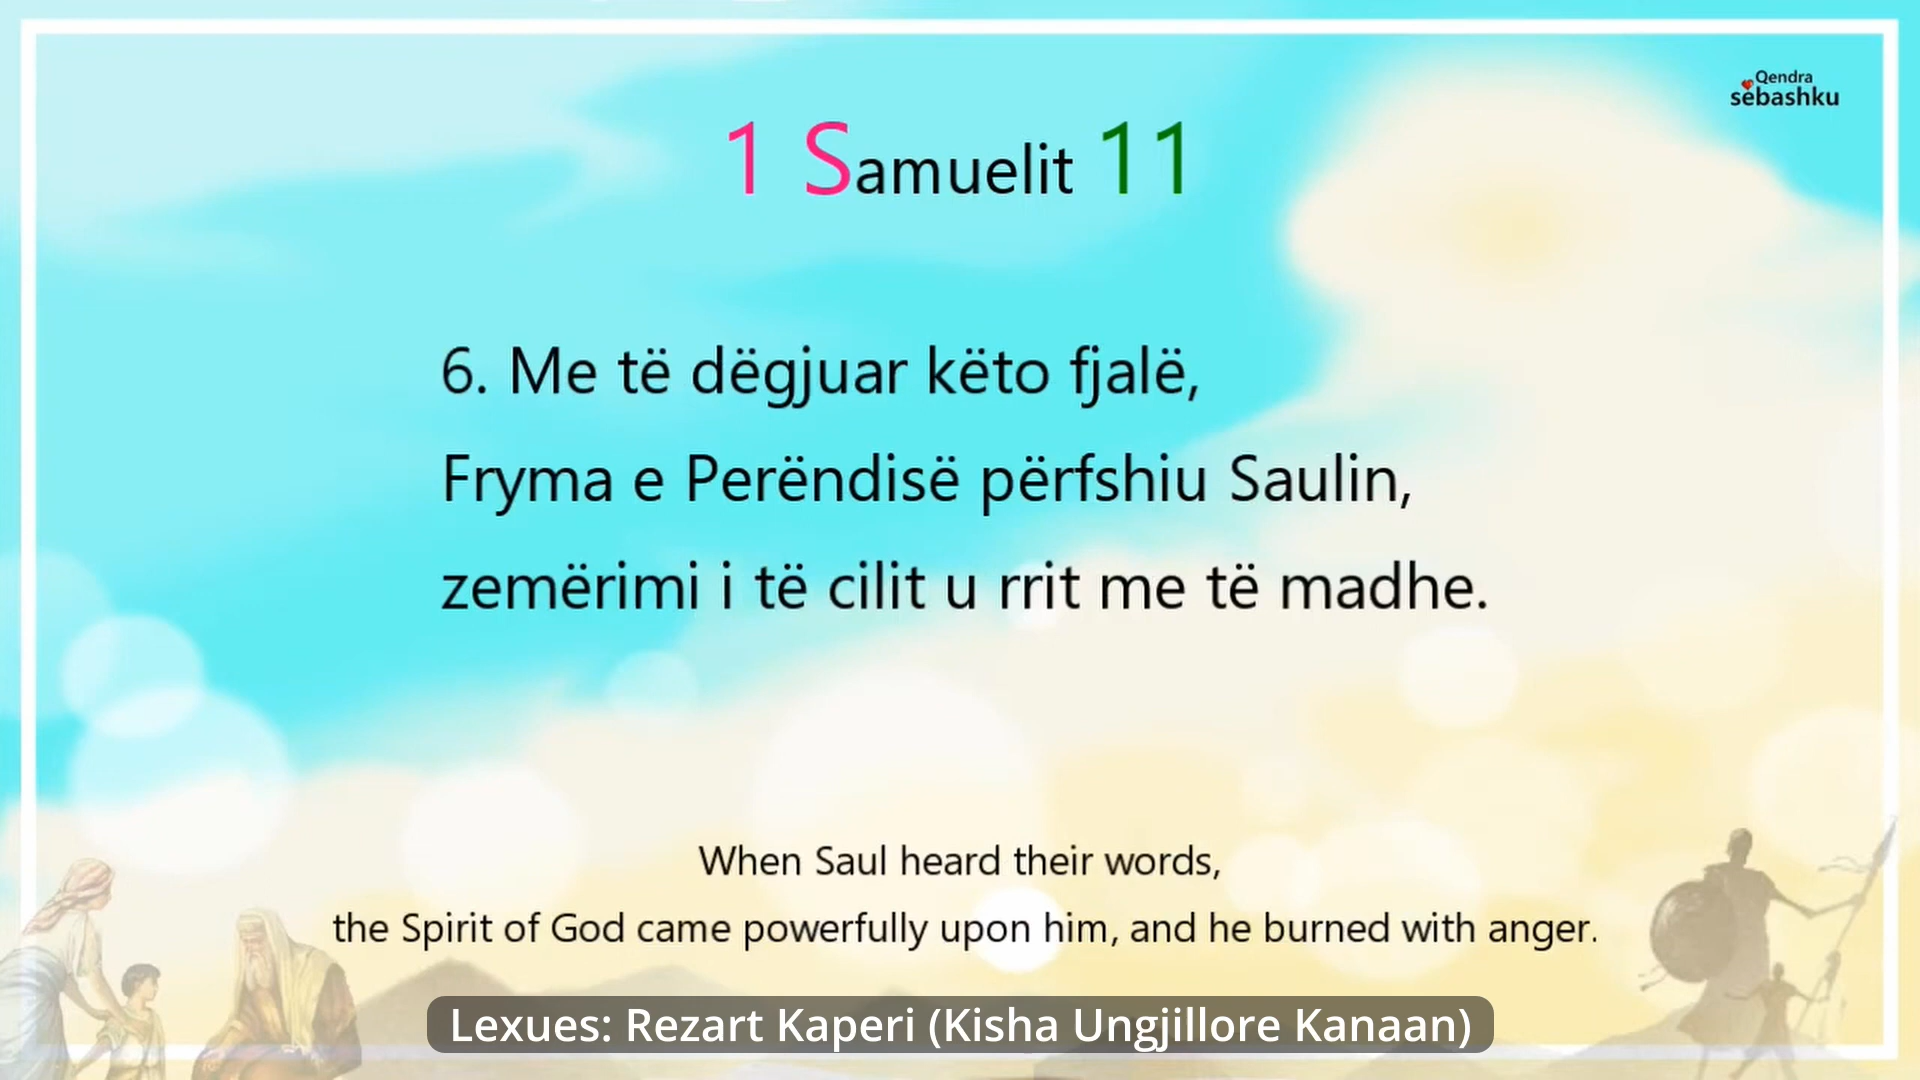 Qendra
sëbashku
1 Samuelit 11
6. Me të dëgjuar këto fjalë,
Fryma e Perëndisë përfshiu Saulin,
zemërimi i të cilit u rrit me të madhe.
When Saul heard their words,
the Spirit of God came powerfully upon him, and he burned with anger.
Lexues: Rezart Kaperi (Kisha Ungjillore Kanaan)